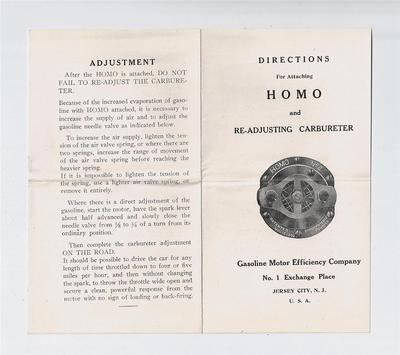 ADJUSTMENT
After the HOMO is attached, DO NOT
FAIL TO RE-ADJUST THE CARBURE-
TER.
Because of the increased evaporation of gaso-
line with HOMO attached, it is necessary to
increase the supply of air and to adjust the
gasoline needle valve as indicated below.
To increase the air supply, lighten the ten-
sion of the air valve spring, or where there are
two springs, increase the range of movement
of the air valve spring before reaching the
heavier spring.
If it is impossible to lighten the tension of
the spring, use a lighter air valve spring, or
remove it entirely.
Where there is a direct adjustment of the
gasoline, start the motor, have the spark lever
about half advanced and slowly close the
needle valve from ⅛ to ¼ of a turn from its
ordinary position.
Then complete the carbureter adjustment
ON THE ROAD.
It should be possible to drive the car for any
length of time throttled down to four or five
miles per hour, and then without changing
the spark, to throw the throttle wide open and
secure a clean, powerful response from the
motor with no sign of loading or back-firing.
DIRECTIONS
For Attaching
HOMO
and
RE-ADJUSTING CARBURETER
HOMO
Gasoline Motor Efficiency Company
No. 1 Exchange Place
JERSEY CITY, N. J.
U. S. A.